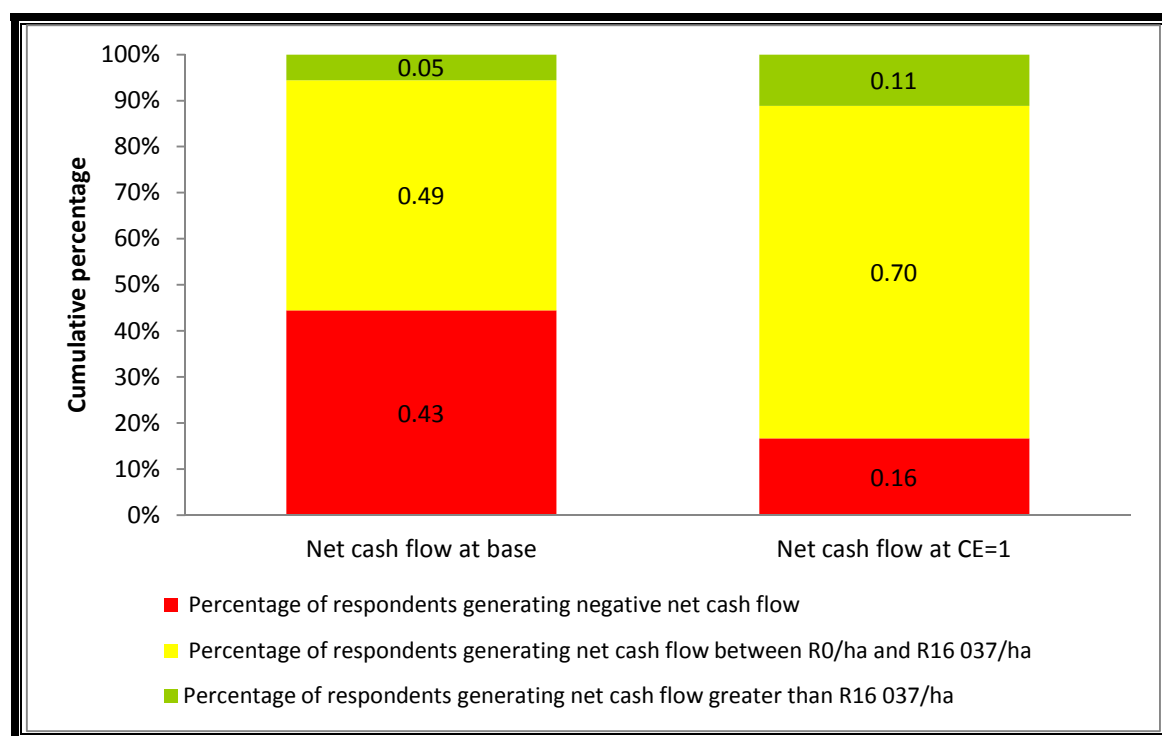 100%
90%
80%
70%
60%
50%
40%
30%
20%
10%
0%
Cumulative percentage
0.05
0.49
0.43
0.11
0.70
0.16
Net cash flow at base
Net cash flow at CE=1
Percentage of respondents generating negative net cash flow
Percentage of respondents generating net cash flow between R0/ha and R16 037/ha
Percentage of respondents generating net cash flow greater than R16 037/ha